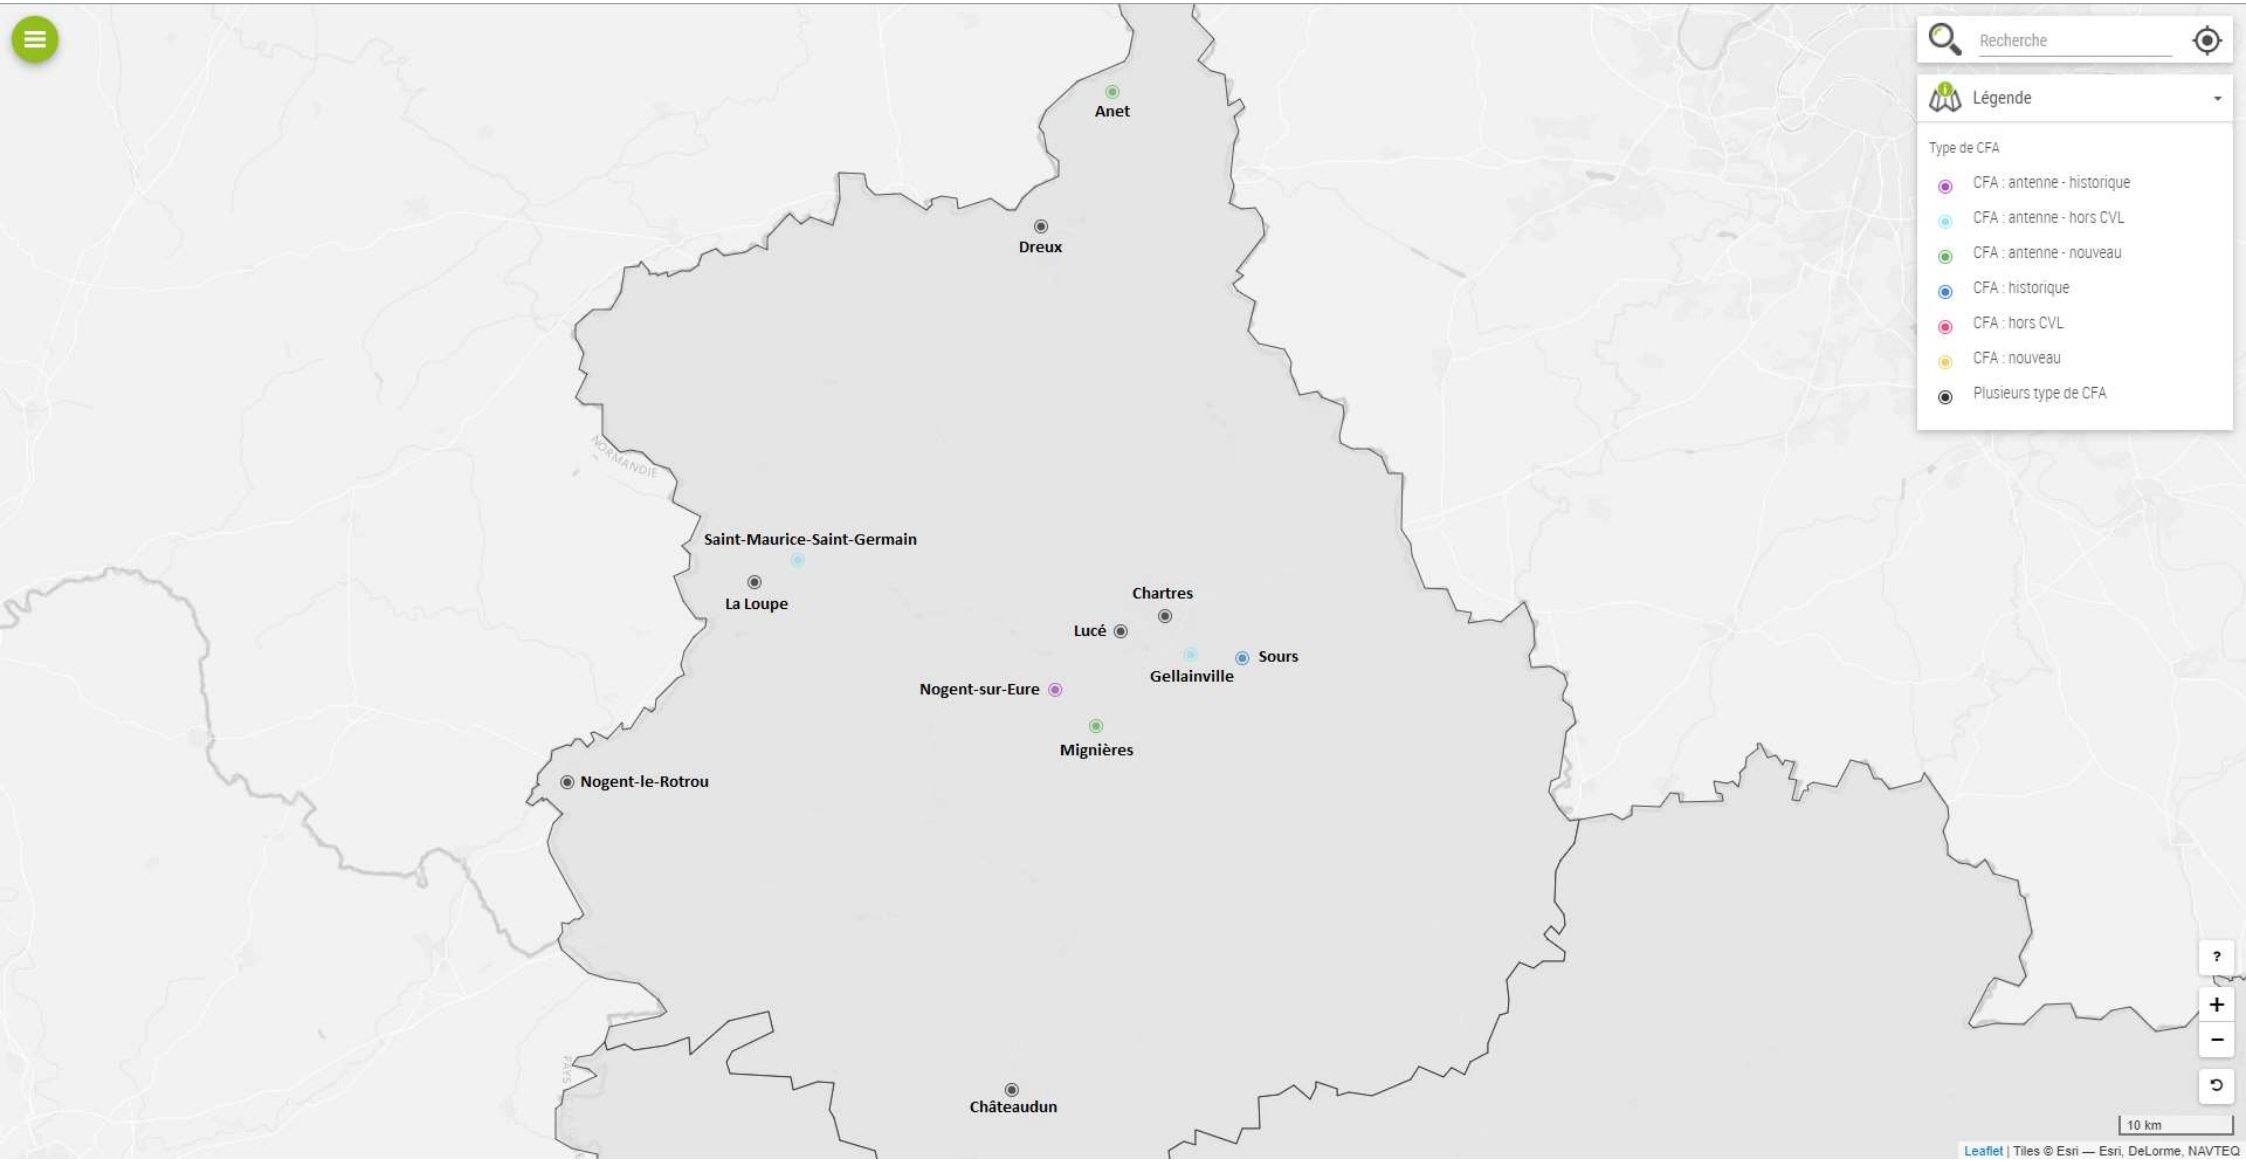 Recherche
Légende
Type de CFA
CFA : antenne - historique
CFA : antenne - hors CVL
CFA : antenne - nouveau
CFA : historique
CFA : hors CVL
CFA : nouveau
Plusieurs type de CFA
Anet
Dreux
NORMANDIE
Saint-Maurice-Saint-Germain
La Loupe
Chartres
Lucé
Sours
Gellainville
Nogent-sur-Eure
Mignières
Nogent-le-Rotrou
PAYS
Châteaudun
?
+
−
10 km
Leaflet | Tiles © Esri — Esri, DeLorme, NAVTEQ